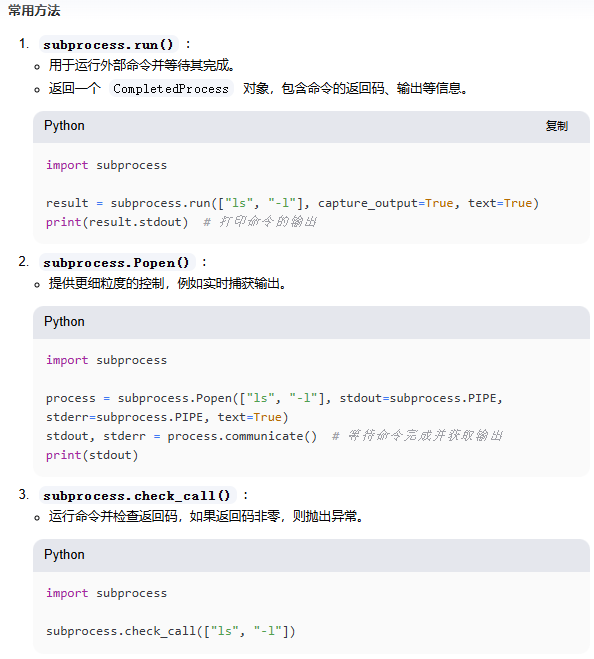 常用方法
1. subprocess.run() :
用于运行外部命令并等待其完成。
返回一个 CompletedProcess 对象，包含命令的返回码、输出等信息。
Python 复制
import subprocess
result = subprocess.run(["ls", "-l"], capture_output=True, text=True)
print(result.stdout)  # 打印命令的输出
2. subprocess.Popen() :
提供更细粒度的控制，例如实时捕获输出。
Python
import subprocess
process = subprocess.Popen(["ls", "-l"], stdout=subprocess.PIPE,
stderr=subprocess.PIPE, text=True)
stdout, stderr = process.communicate()  # 等待命令完成并获取输出
print(stdout)
3. subprocess.check_call() :
运行命令并检查返回码，如果返回码非零，则抛出异常。
Python
import subprocess
subprocess.check_call(["ls", "-l"])